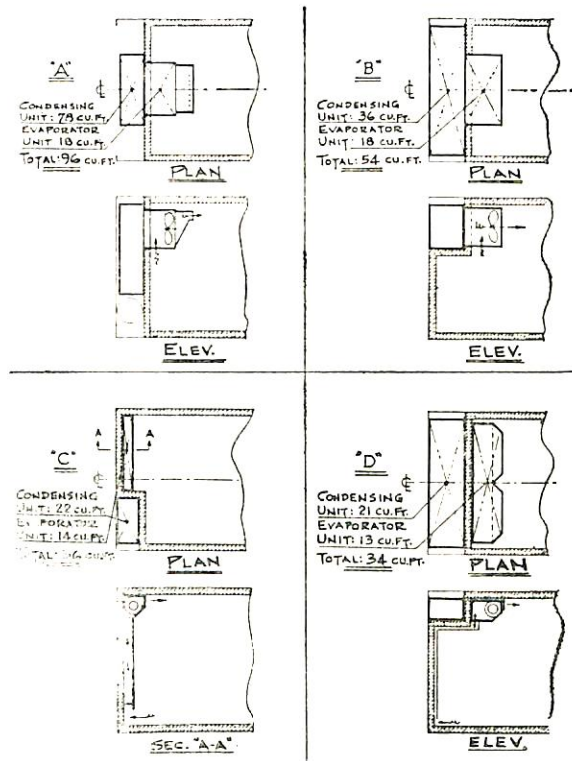 "A"
℄
CONDENSING
UNIT: 78 CU.FT.
EVAPORATOR
UNIT 18 CU.FT.
TOTAL: 96 CU.FT.
PLAN
ELEV.
"B"
℄
CONDENSING
UNIT: 36 CU.FT.
EVAPORATOR
UNIT: 18 CU.FT.
TOTAL: 54 CU.FT.
PLAN
ELEV.
"C"
A
A
℄
CONDENSING
UNIT: 22 CU.FT.
UNIT: 14 CU.FT.
PLAN
SEC. "A-A"
"D"
℄
CONDENSING
UNIT: 21 CU.FT.
EVAPORATOR
UNIT: 13 CU.FT.
TOTAL: 34 CU.FT.
PLAN
ELEV.